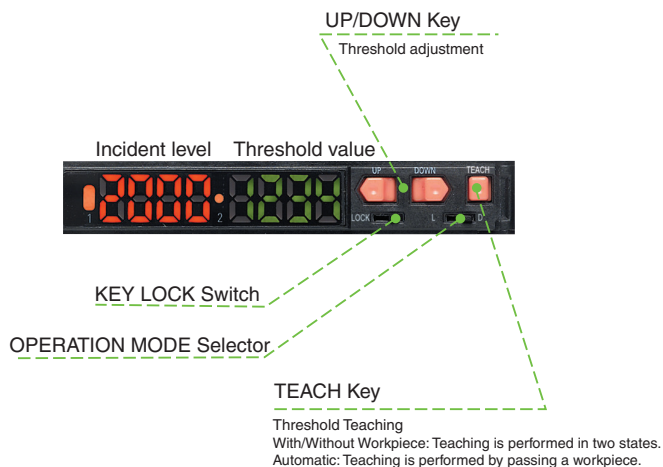 UP/DOWN Key
Threshold adjustment
Incident level Threshold value
UP DOWN TEACH
2000 1234
1 2
LOCK L D
KEY LOCK Switch
OPERATION MODE Selector
TEACH Key
Threshold Teaching
With/Without Workpiece: Teaching is performed in two states.
Automatic: Teaching is performed by passing a workpiece.